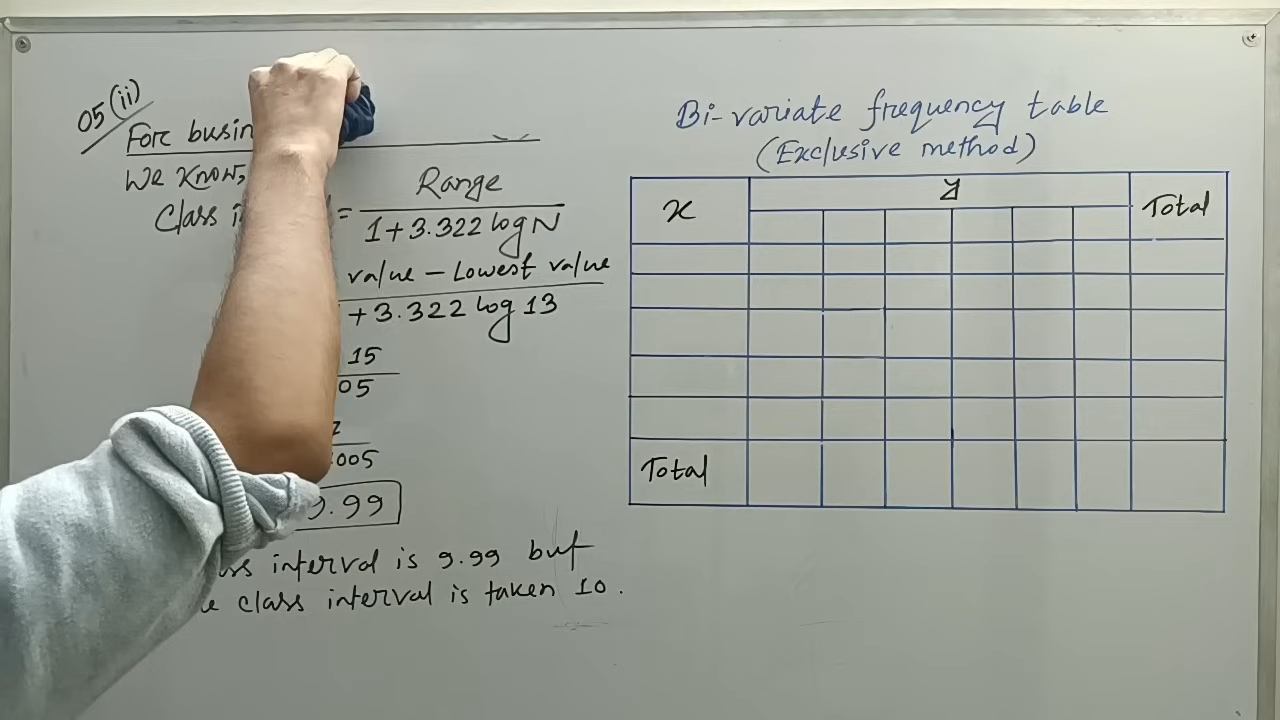 05 (ii)
Forc busin
We know,
Class i = Range
1+3.322 log N
value – Lowest value
+3.322 log 13
15
05
005
9.99
interval is 9.99 but
class interval is taken 10.
Bi-variate frequency table
(Exclusive method)
x y Total
Total